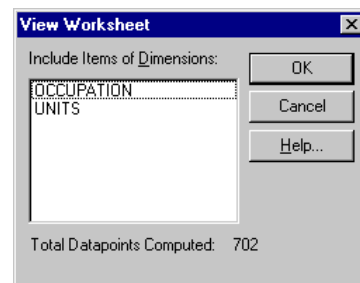 View Worksheet
Include Items of Dimensions:
OCCUPATION
UNITS
OK
Cancel
Help...
Total Datapoints Computed: 702